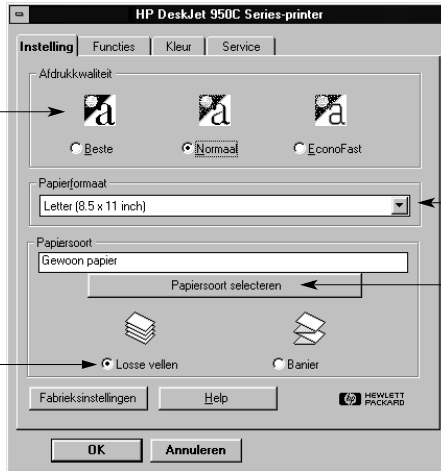 HP DeskJet 950C Series-printer
Instelling Functies Kleur Service
Afdrukkwaliteit
a a a
Beste Normaal EconoFast
Papierformaat
Letter (8.5 x 11 inch)
Papiersoort
Gewoon papier
Papiersoort selecteren
Losse vellen Banier
Fabrieksinstellingen Help hp HEWLETT
PACKARD
OK Annuleren